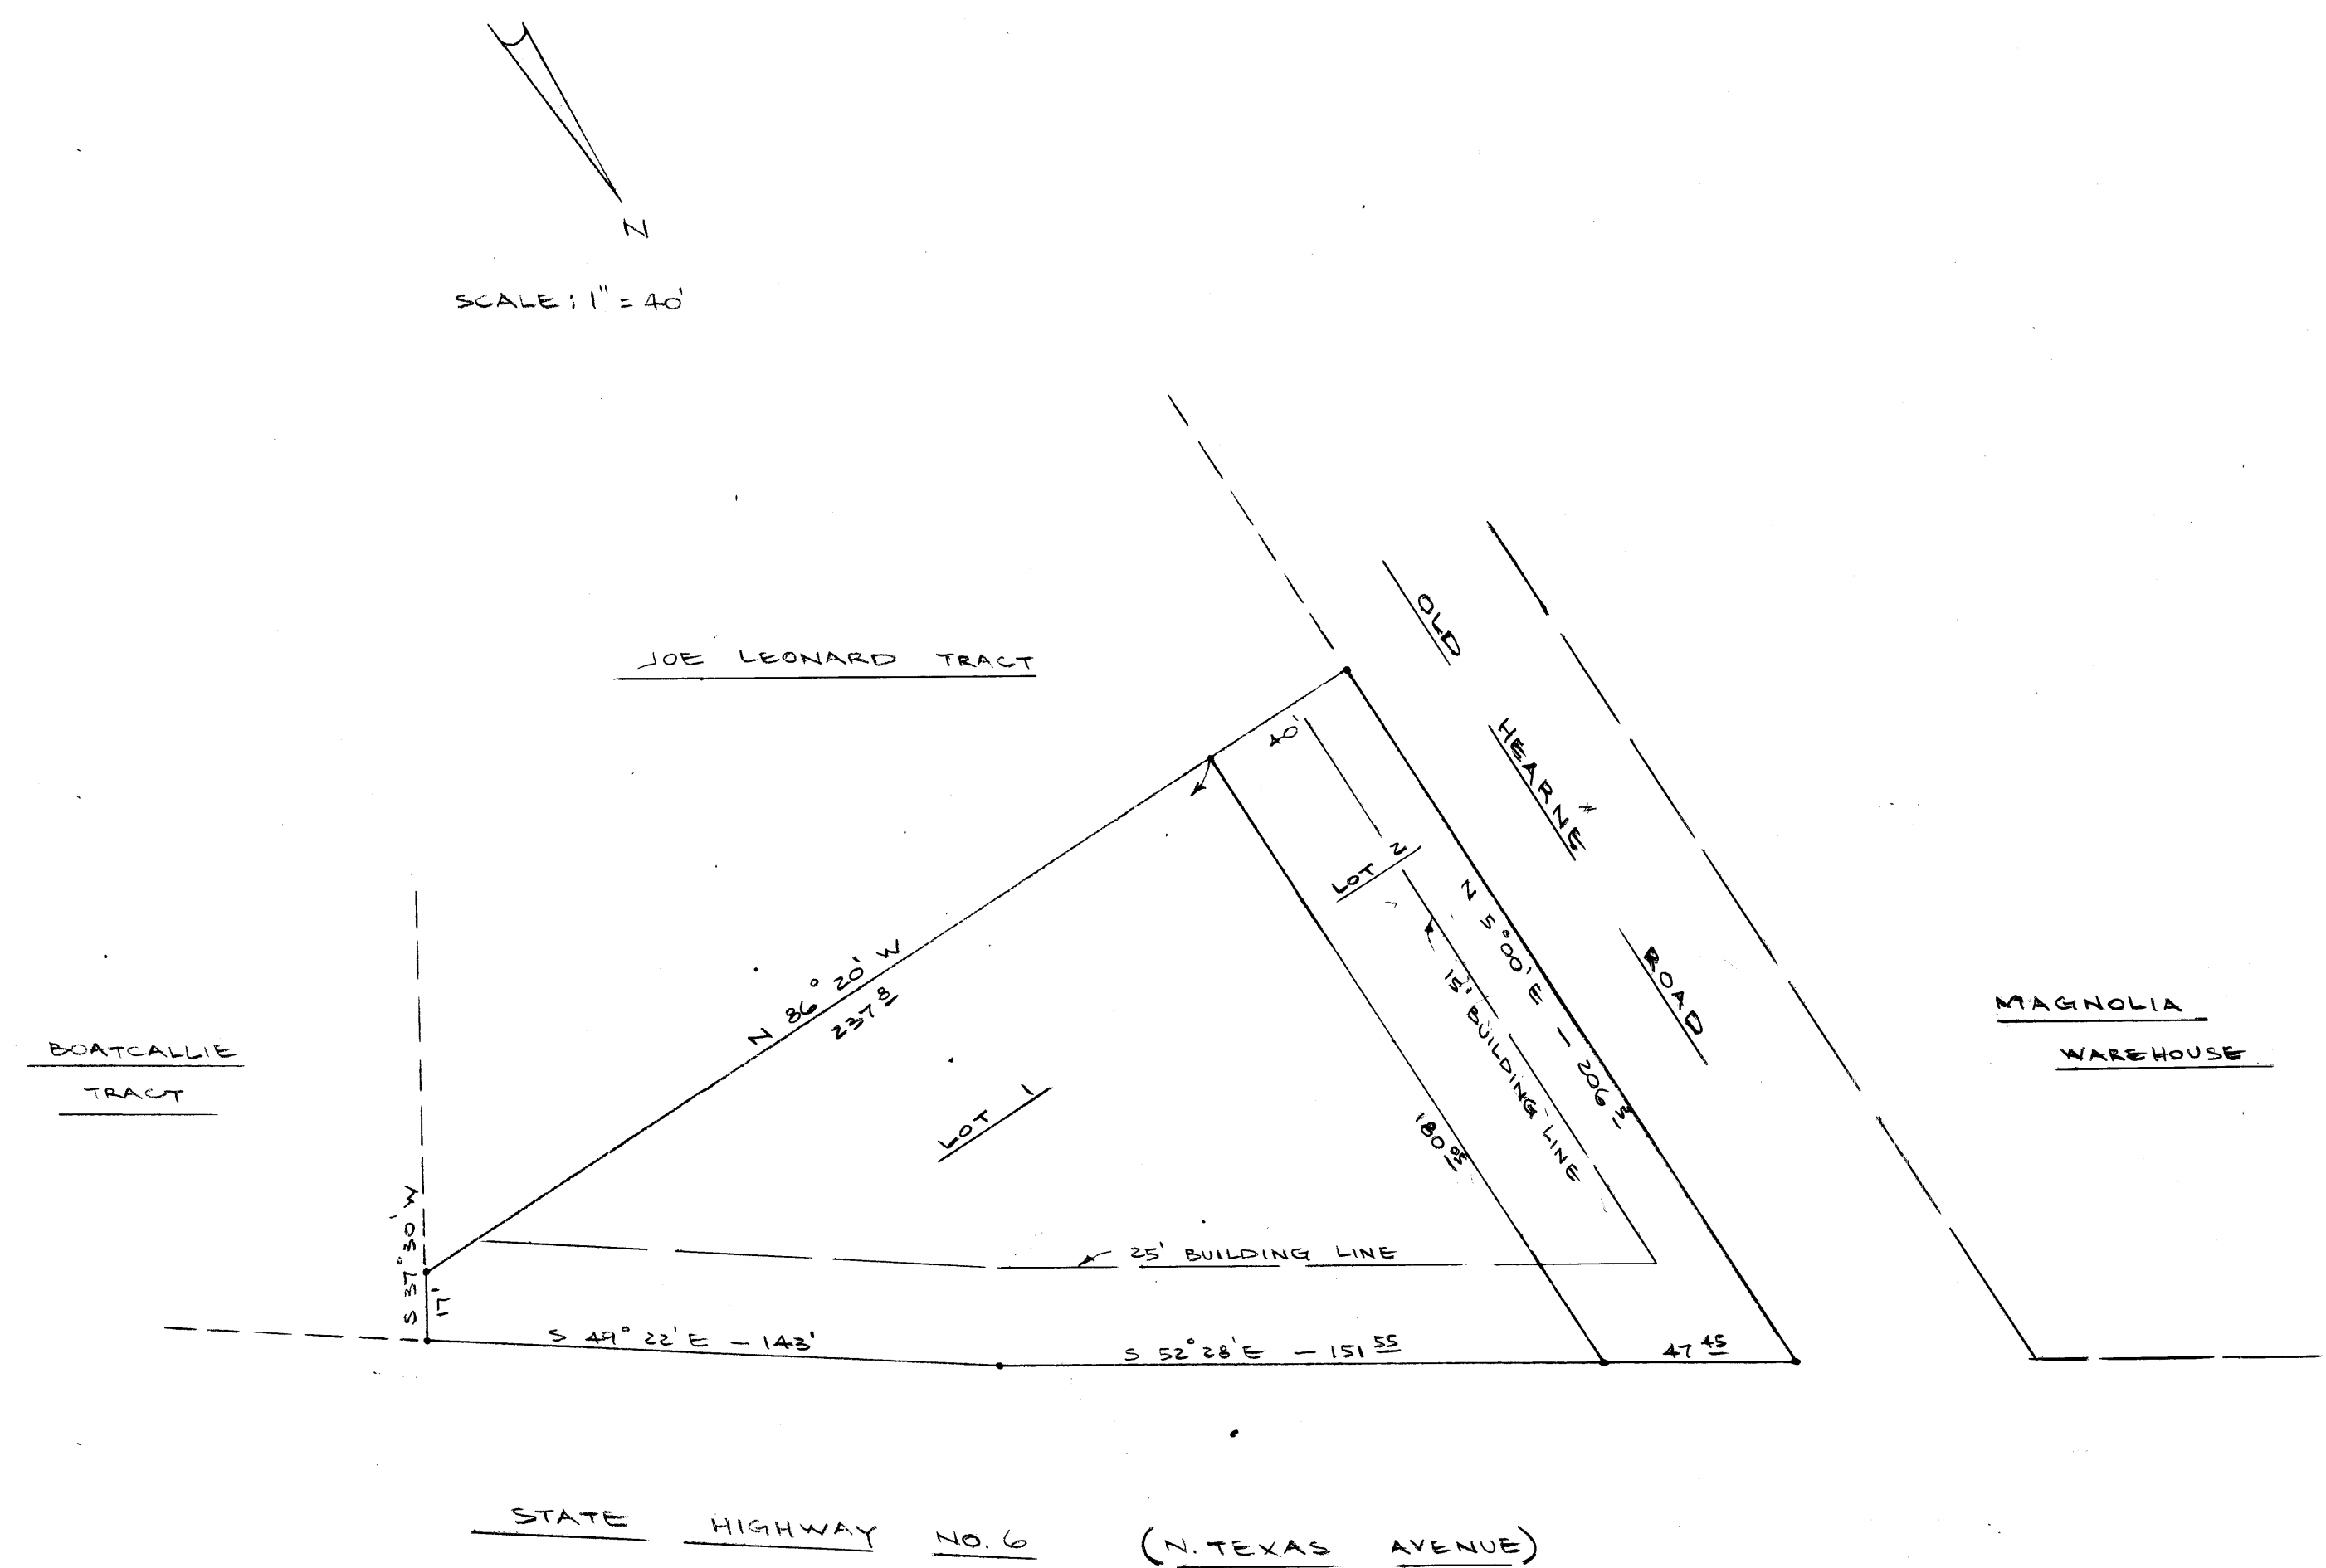 N
SCALE: 1" = 40'
JOE LEONARD TRACT
OLD
HEARNE
ROAD
40'
LOT 2
N 5°00' E - 206.5
15' BUILDING LINE
180.05
MAGNOLIA
WAREHOUSE
BOATCALLIE
TRACT
N 86° 20' W
237.8
LOT 1
S 37° 30' W
17'
25' BUILDING LINE
S 49° 22' E - 143'
S 52° 28' E - 151.55
47.45
STATE HIGHWAY NO. 6 (N. TEXAS AVENUE)